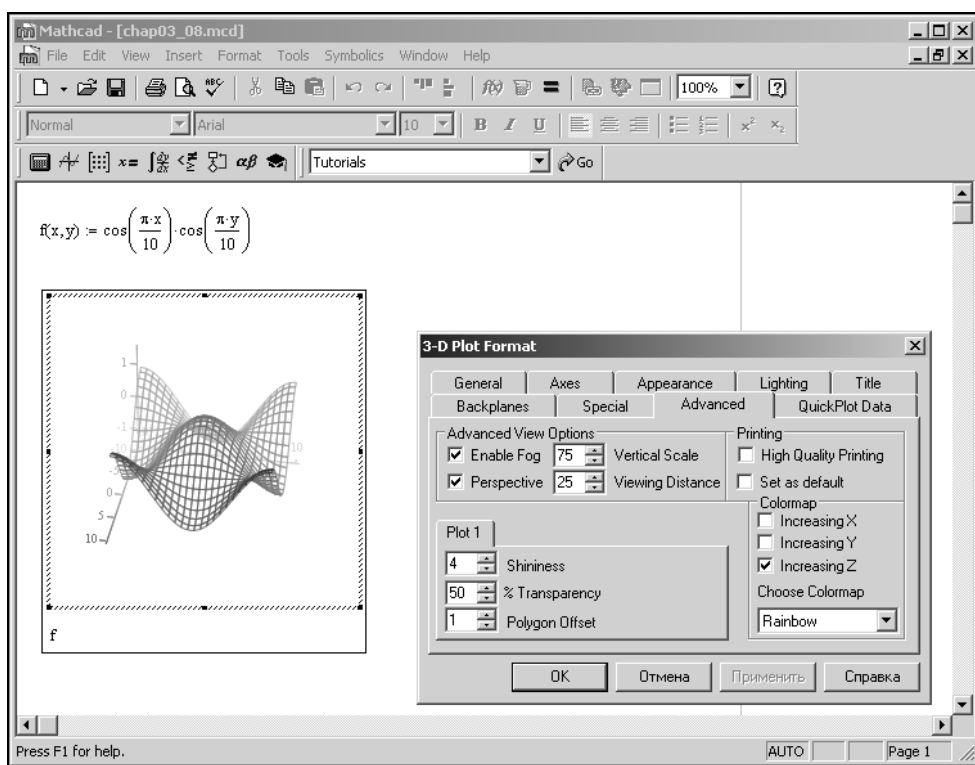 Mathcad - [chap03_08.mcd]
File Edit View Insert Format Tools Symbolics Window Help
100%
Normal Arial 10 B I U x² x₂
x= αβ Tutorials Go
f(x,y) := cos(π·x/10)·cos(π·y/10)
1
0
-1
-10
0
5
10
10
f
3-D Plot Format
General Axes Appearance Lighting Title
Backplanes Special Advanced QuickPlot Data
Advanced View Options
Enable Fog 75 Vertical Scale
Perspective 25 Viewing Distance
Printing
High Quality Printing
Set as default
Colormap
Increasing X
Increasing Y
Increasing Z
Choose Colormap
Rainbow
Plot 1
4 Shininess
50 % Transparency
1 Polygon Offset
OK Отмена Применить Справка
Press F1 for help. AUTO Page 1